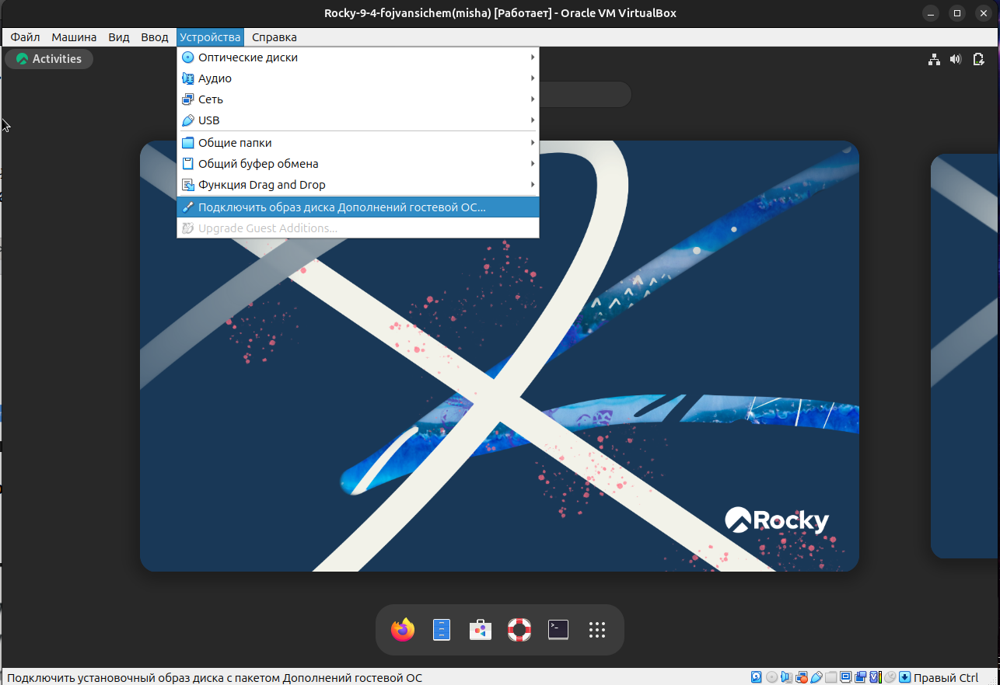 Rocky-9-4-fojvansichem(misha) [Работает] - Oracle VM VirtualBox
Файл Машина Вид Ввод Устройства Справка
Activities
Оптические диски
Аудио
Сеть
USB
Общие папки
Общий буфер обмена
Функция Drag and Drop
Подключить образ диска Дополнений гостевой ОС...
Upgrade Guest Additions...
Rocky
Подключить установочный образ диска с пакетом Дополнений гостевой ОС
Правый Ctrl